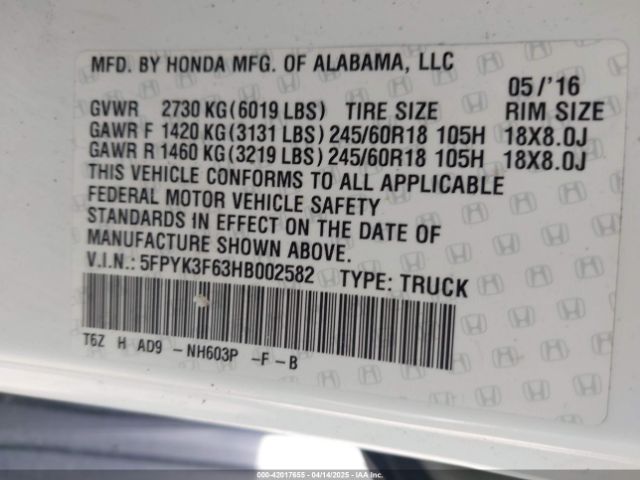 MFD. BY HONDA MFG. OF ALABAMA, LLC
05/'16
GVWR 2730 KG(6019 LBS) TIRE SIZE RIM SIZE
GAWR F 1420 KG(3131 LBS) 245/60R18 105H 18X8.0J
GAWR R 1460 KG(3219 LBS) 245/60R18 105H 18X8.0J
THIS VEHICLE CONFORMS TO ALL APPLICABLE
FEDERAL MOTOR VEHICLE SAFETY
STANDARDS IN EFFECT ON THE DATE OF
MANUFACTURE SHOWN ABOVE.
V.I.N.: 5FPYK3F63HB002582 TYPE: TRUCK
T6Z H AD9 -NH603P -F-B
000-42017655 - 04/14/2025 - IAAI.COM